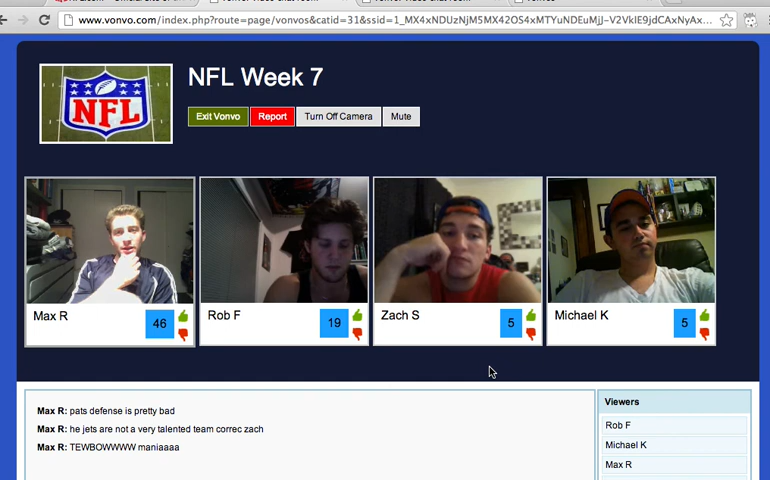 www.vonvo.com/index.php?route=page/vonvos&catid=31&ssid=
NFL
NFL Week 7
Exit Vonvo
Report
Turn Off Camera
Mute
Max R
46
Rob F
19
Zach S
5
Michael K
5
Max R: pats defense is pretty bad
Max R: he jets are not a very talented team correc zach
Max R: TEWBOWWWW maniaaaa
Viewers
Rob F
Michael K
Max R